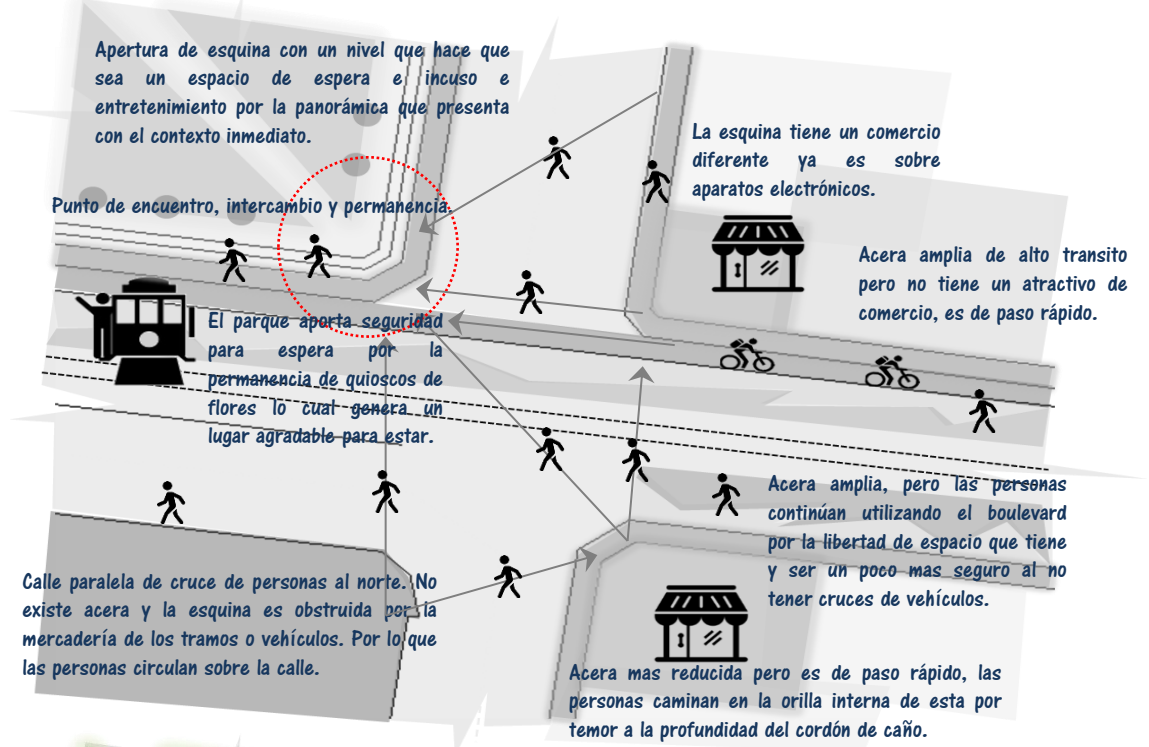 Apertura de esquina con un nivel que hace que
sea un espacio de espera e incuso e
entretenimiento por la panorámica que presenta
con el contexto inmediato.
La esquina tiene un comercio
diferente ya es sobre
aparatos electrónicos.
Punto de encuentro, intercambio y permanencia.
Acera amplia de alto transito
pero no tiene un atractivo de
comercio, es de paso rápido.
El parque aporta seguridad
para espera por la
permanencia de quioscos de
flores lo cual genera un
lugar agradable para estar.
Acera amplia, pero las personas
continúan utilizando el boulevard
por la libertad de espacio que tiene
y ser un poco mas seguro al no
tener cruces de vehículos.
Calle paralela de cruce de personas al norte. No
existe acera y la esquina es obstruida por la
mercadería de los tramos o vehículos. Por lo que
las personas circulan sobre la calle.
Acera mas reducida pero es de paso rápido, las
personas caminan en la orilla interna de esta por
temor a la profundidad del cordón de caño.